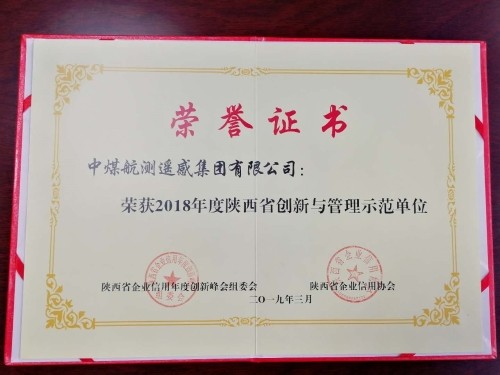 荣誉证书
中煤航测遥感集团有限公司：
荣获2018年度陕西省创新与管理示范单位
陕西省企业信用年度创新峰会组委会 陕西省企业信用协会
二〇一九年三月